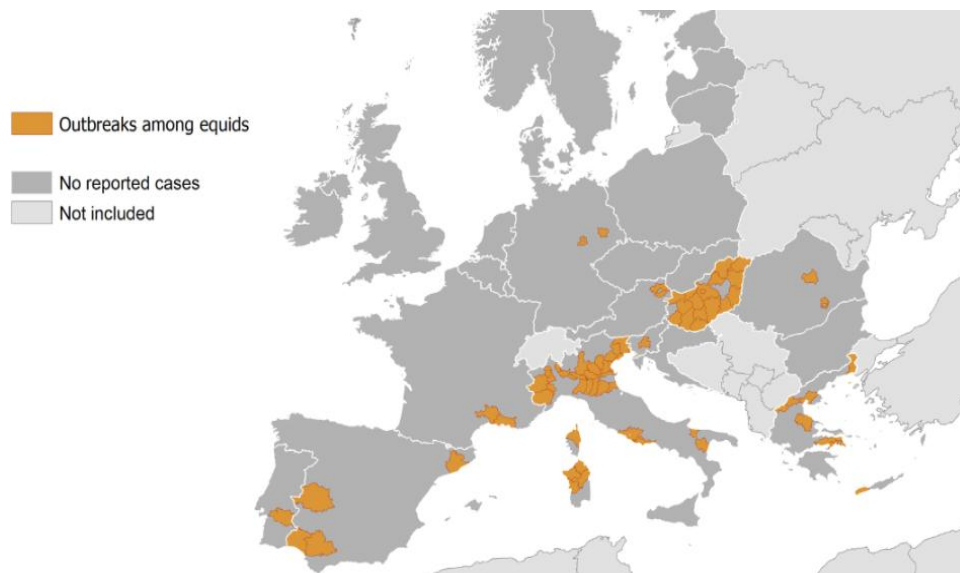 Outbreaks among equids
No reported cases
Not included